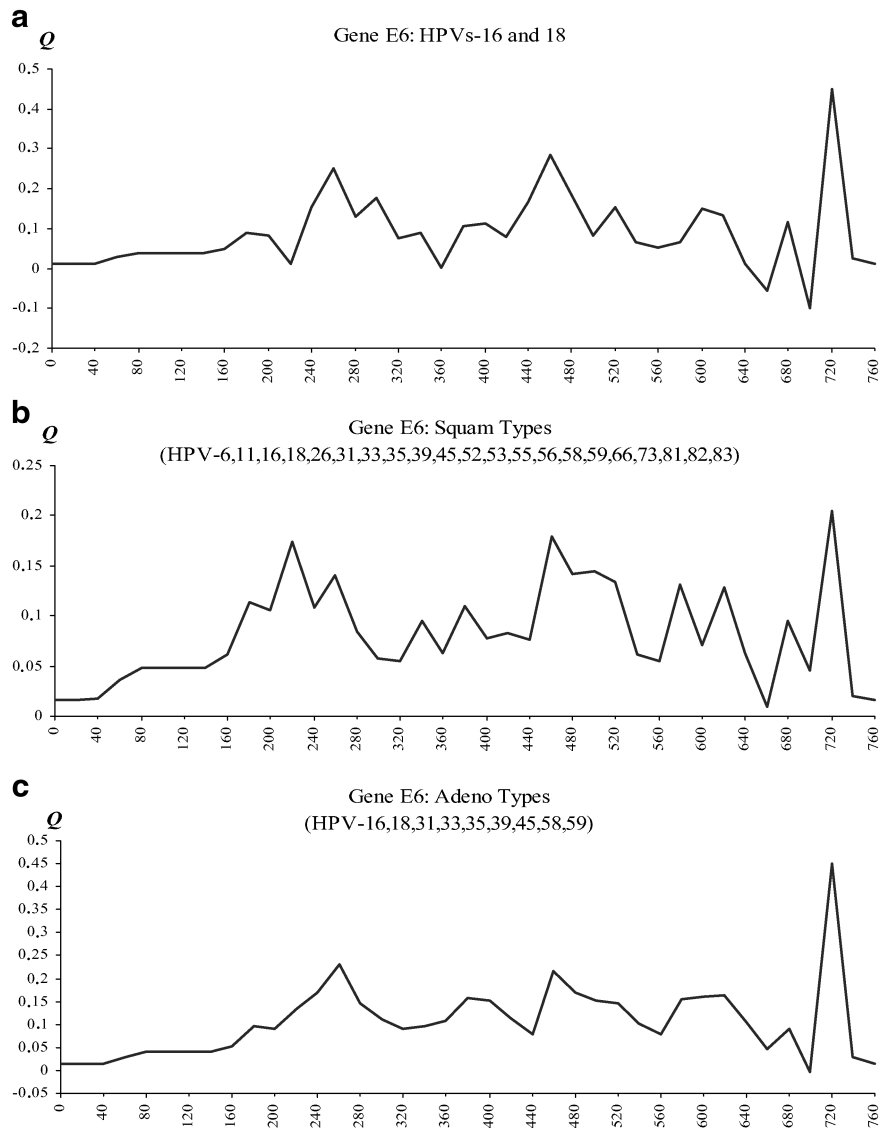 a
Q
Gene E6: HPVs-16 and 18
0.5
0.4
0.3
0.2
0.1
0
-0.1
-0.2
0 40 80 120 160 200 240 280 320 360 400 440 480 520 560 600 640 680 720 760
b
Q
Gene E6: Squam Types
(HPV-6,11,16,18,26,31,33,35,39,45,52,53,55,56,58,59,66,73,81,82,83)
0.25
0.2
0.15
0.1
0.05
0
0 40 80 120 160 200 240 280 320 360 400 440 480 520 560 600 640 680 720 760
c
Q
Gene E6: Adeno Types
(HPV-16,18,31,33,35,39,45,58,59)
0.5
0.45
0.4
0.35
0.3
0.25
0.2
0.15
0.1
0.05
0
-0.05
0 40 80 120 160 200 240 280 320 360 400 440 480 520 560 600 640 680 720 760